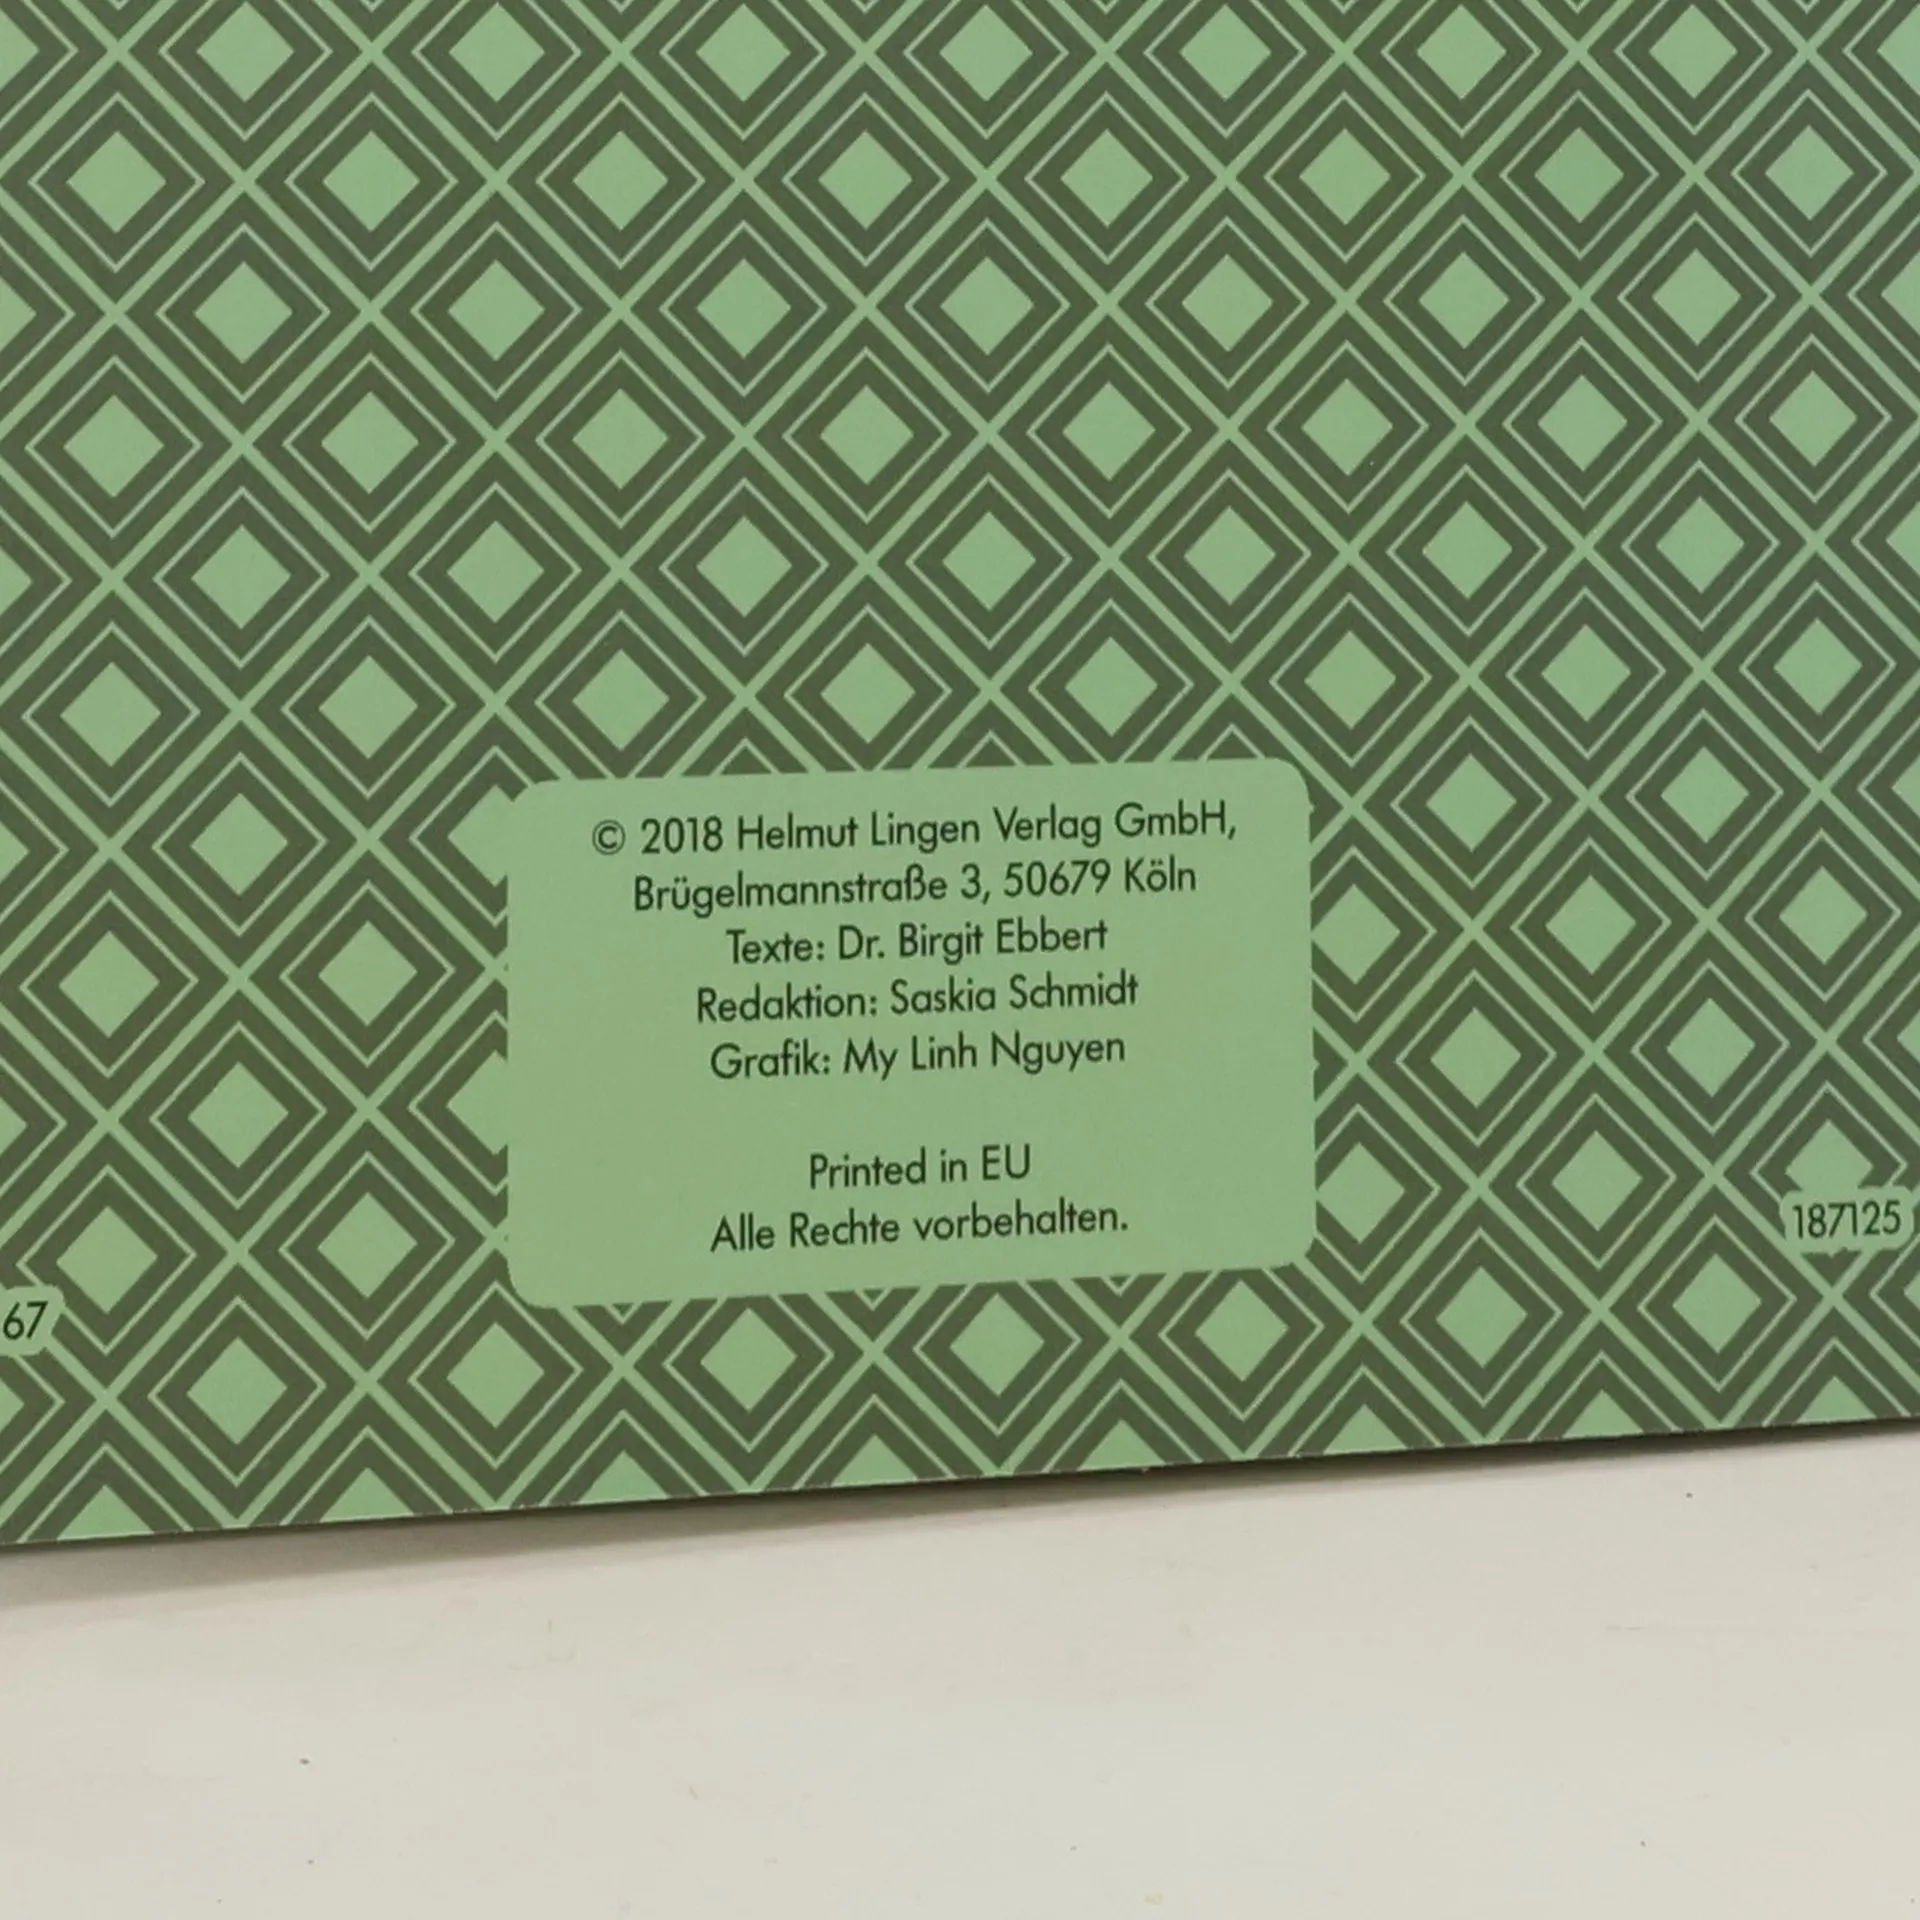 © 2018 Helmut Lingen Verlag GmbH,
Brügelmannstraße 3, 50679 Köln
Texte: Dr. Birgit Ebbert
Redaktion: Saskia Schmidt
Grafik: My Linh Nguyen
Printed in EU
Alle Rechte vorbehalten.
187125
67